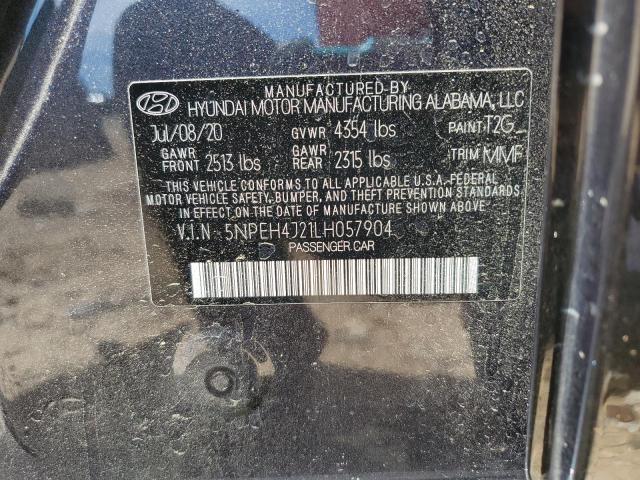 MANUFACTURED BY
HYUNDAI MOTOR MANUFACTURING ALABAMA, LLC
Jul/08/20 GVWR 4354 lbs PAINT T2G
GAWR FRONT 2513 lbs GAWR REAR 2315 lbs TRIM MMF
THIS VEHICLE CONFORMS TO ALL APPLICABLE U.S.A.FEDERAL
MOTOR VEHICLE SAFETY, BUMPER, AND THEFT PREVENTION STANDARDS
IN EFFECT ON THE DATE OF MANUFACTURE SHOWN ABOVE.
V.I.N : 5NPEH4J21LH057904
PASSENGER CAR